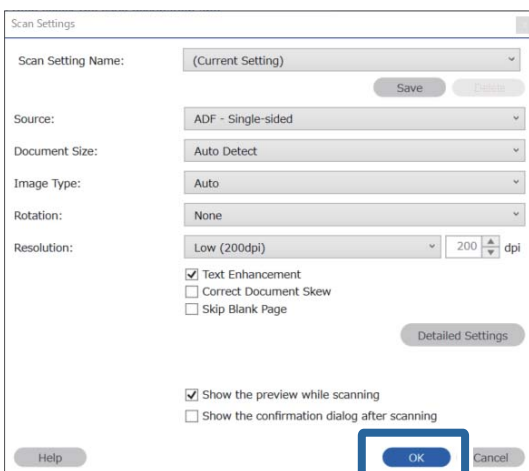 Scan Settings
Scan Setting Name: (Current Setting)
Save Delete
Source: ADF - Single-sided
Document Size: Auto Detect
Image Type: Auto
Rotation: None
Resolution: Low (200dpi) 200 dpi
Text Enhancement
Correct Document Skew
Skip Blank Page
Detailed Settings
Show the preview while scanning
Show the confirmation dialog after scanning
Help OK Cancel